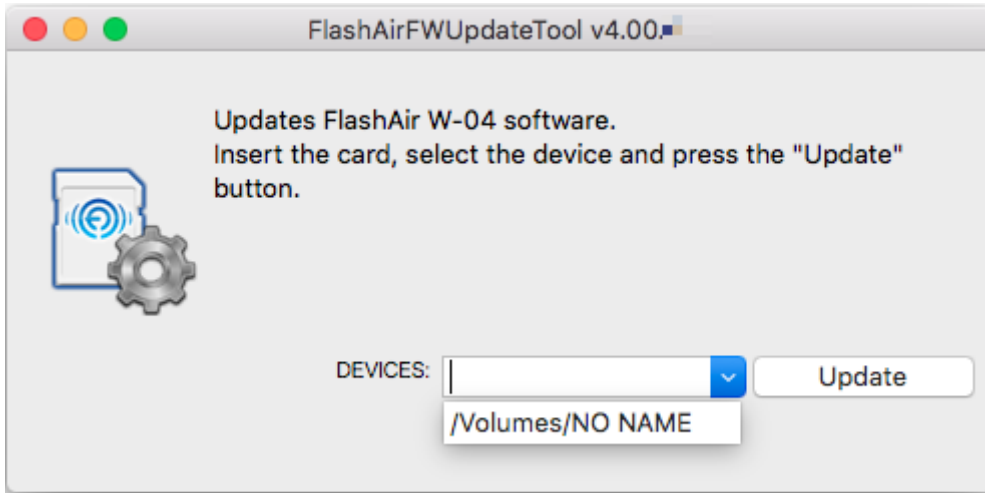 FlashAirFWUpdateTool v4.00.
Updates FlashAir W-04 software.
Insert the card, select the device and press the "Update"
button.
DEVICES:
Update
/Volumes/NO NAME